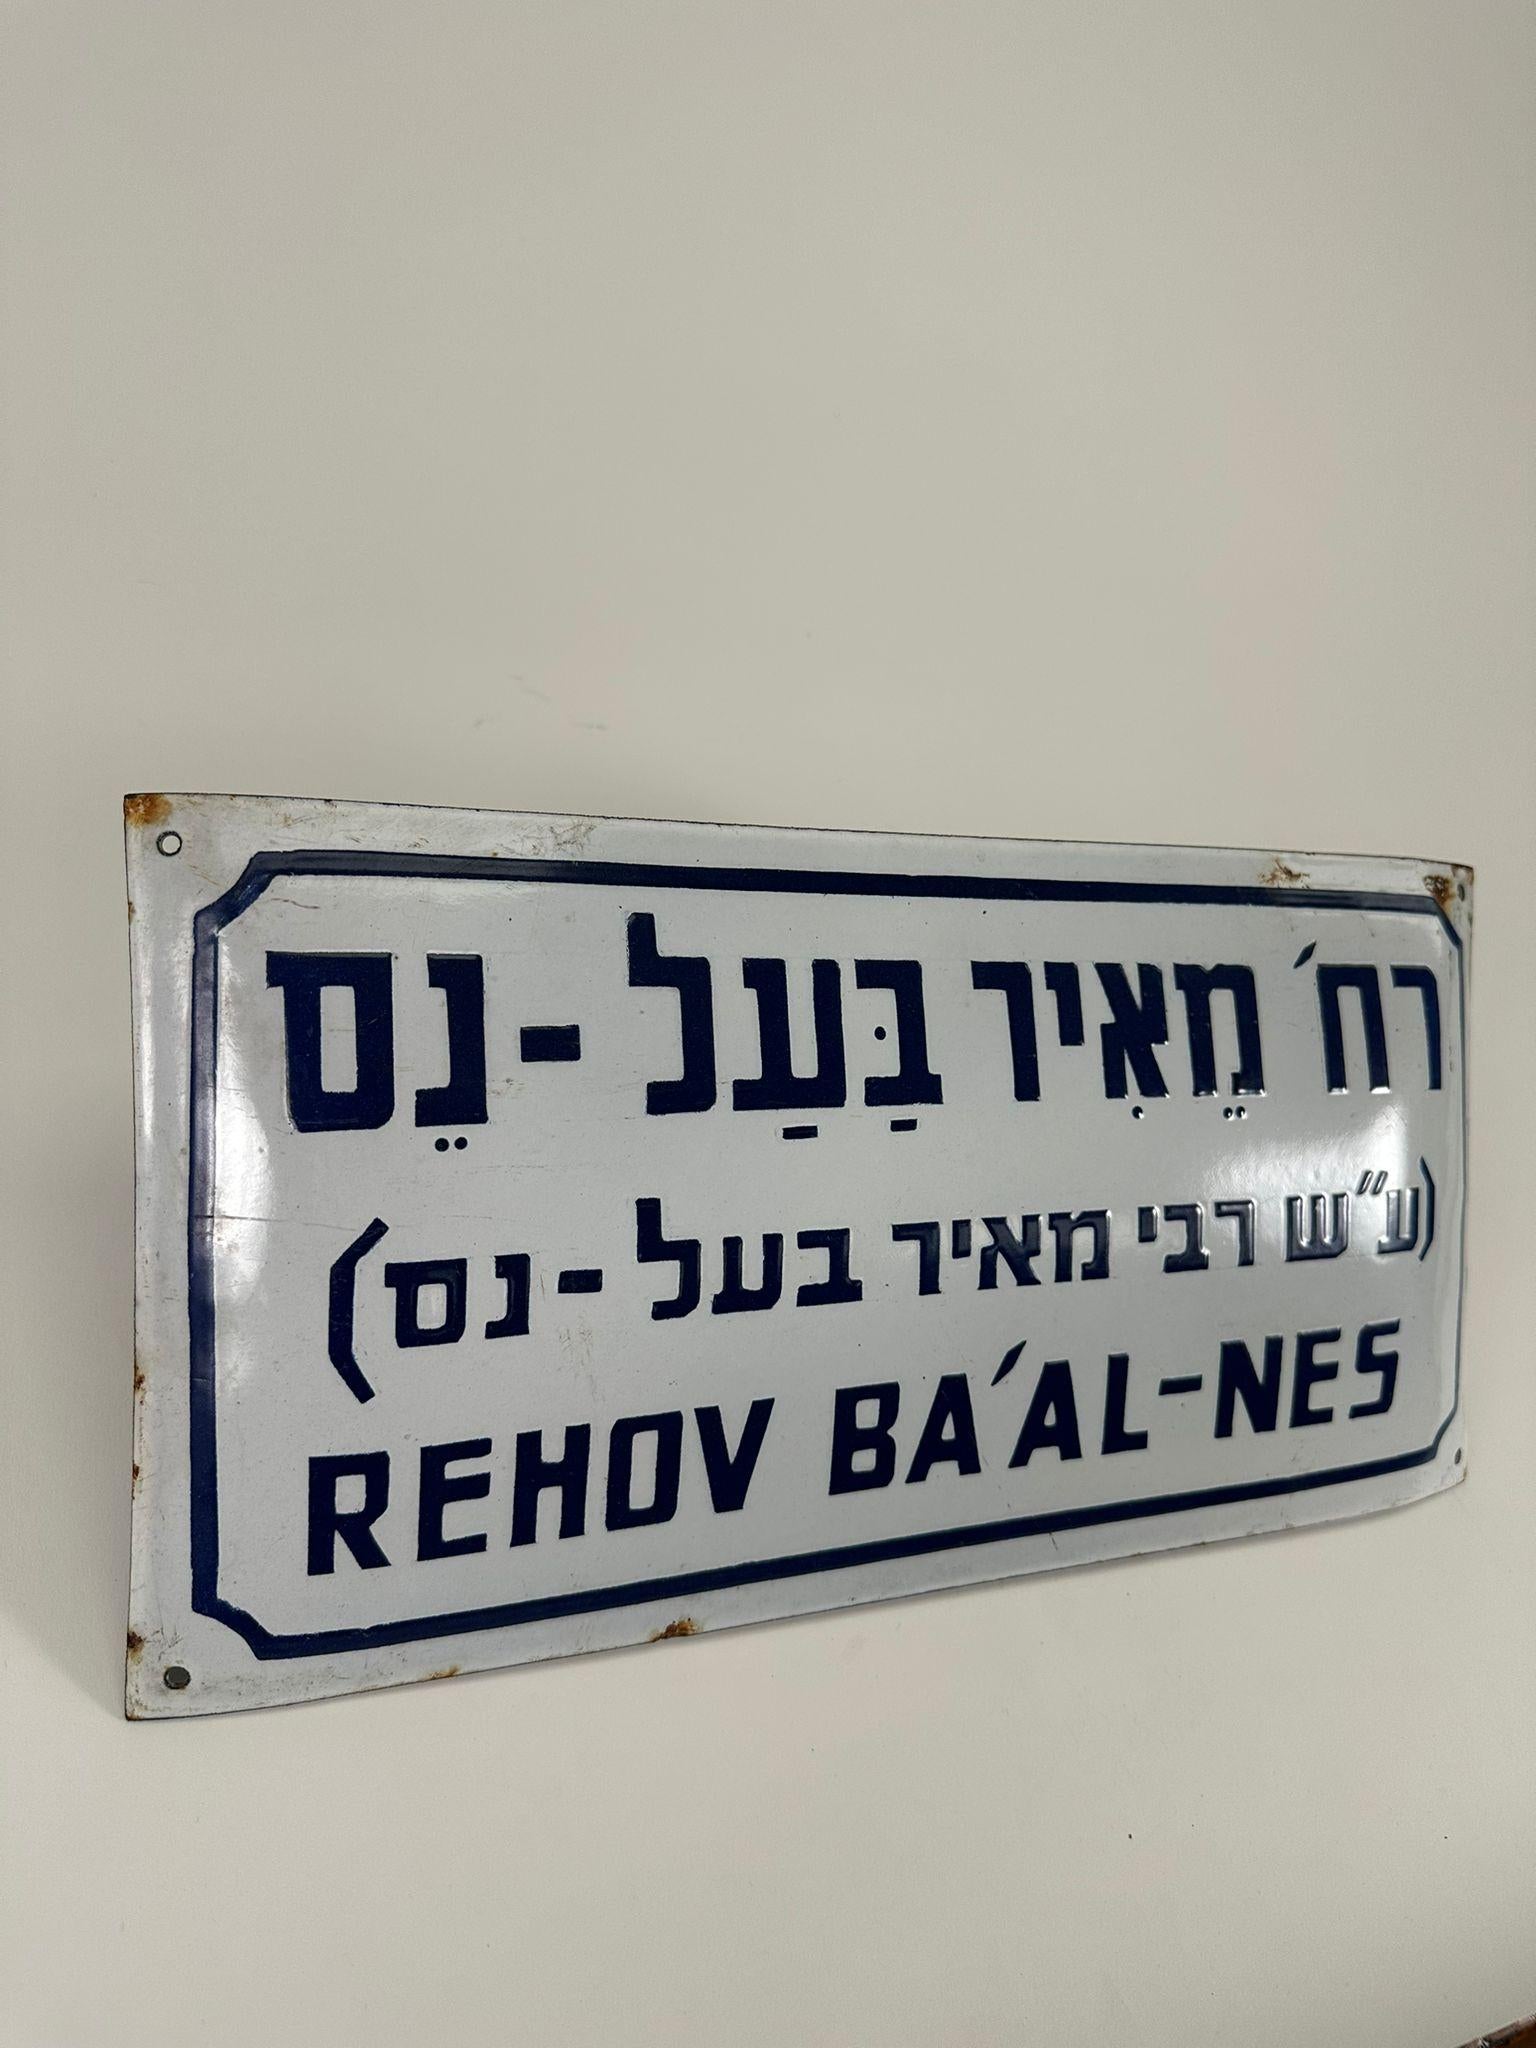 רח׳ מֵאִיר בַּעַל-נֵס
(ע״ש רבי מאיר בעל-נס)
REHOV BA'AL-NES